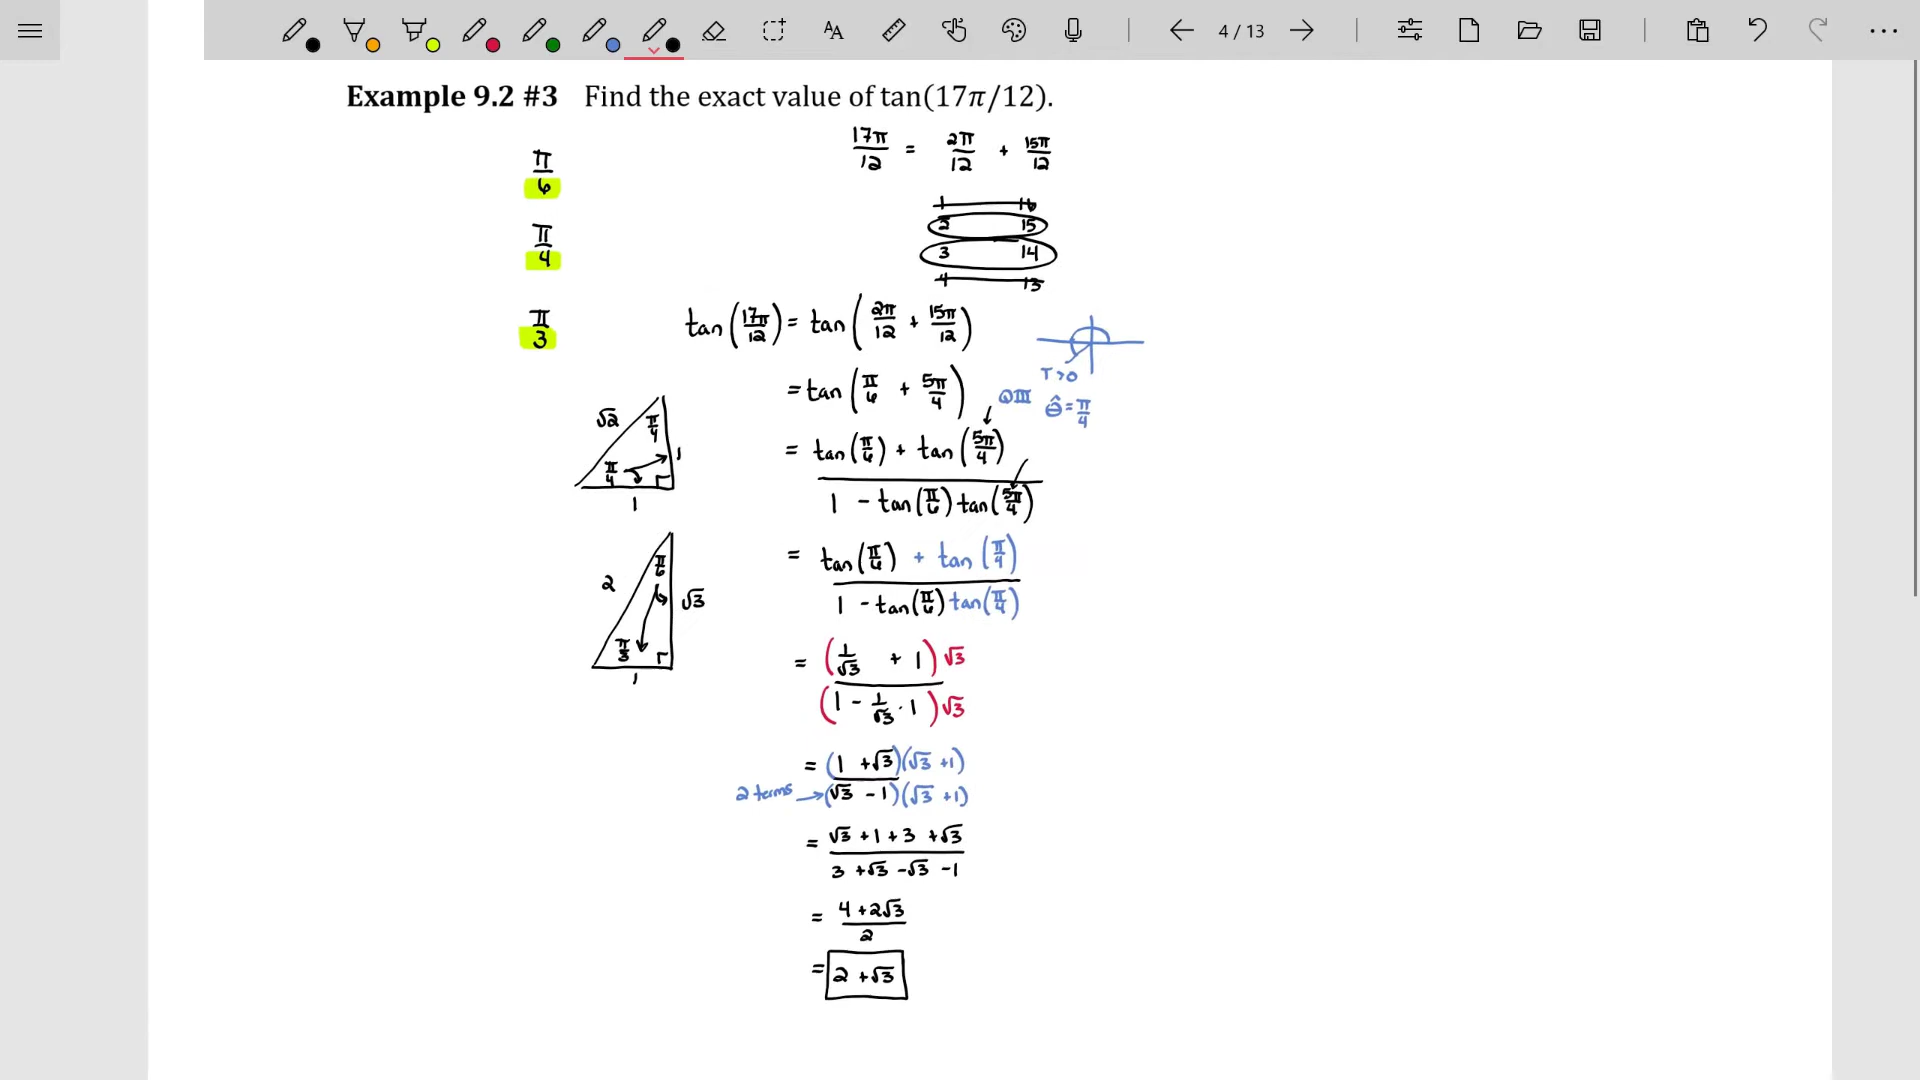 4 / 13
Example 9.2 #3 Find the exact value of tan(17π/12).
17π/12 = 2π/12 + 15π/12
π/6
1 16
2 15
π/4
3 14
4 13
π/3
tan(17π/12) = tan(2π/12 + 15π/12)
T>0
= tan(π/6 + 5π/4)
QIII
θ̂ = π/4
√2
π/4
π/4
1
1
= (tan(π/6) + tan(5π/4)) / (1 - tan(π/6) tan(5π/4))
= (tan(π/6) + tan(π/4)) / (1 - tan(π/6) tan(π/4))
π/6
2
√3
π/3
1
= (1/√3 + 1)√3 / (1 - 1/√3 · 1)√3
= (1 + √3)(√3 + 1) / (√3 - 1)(√3 + 1)
2 terms
= (√3 + 1 + 3 + √3) / (3 + √3 - √3 - 1)
= (4 + 2√3) / 2
= 2 + √3